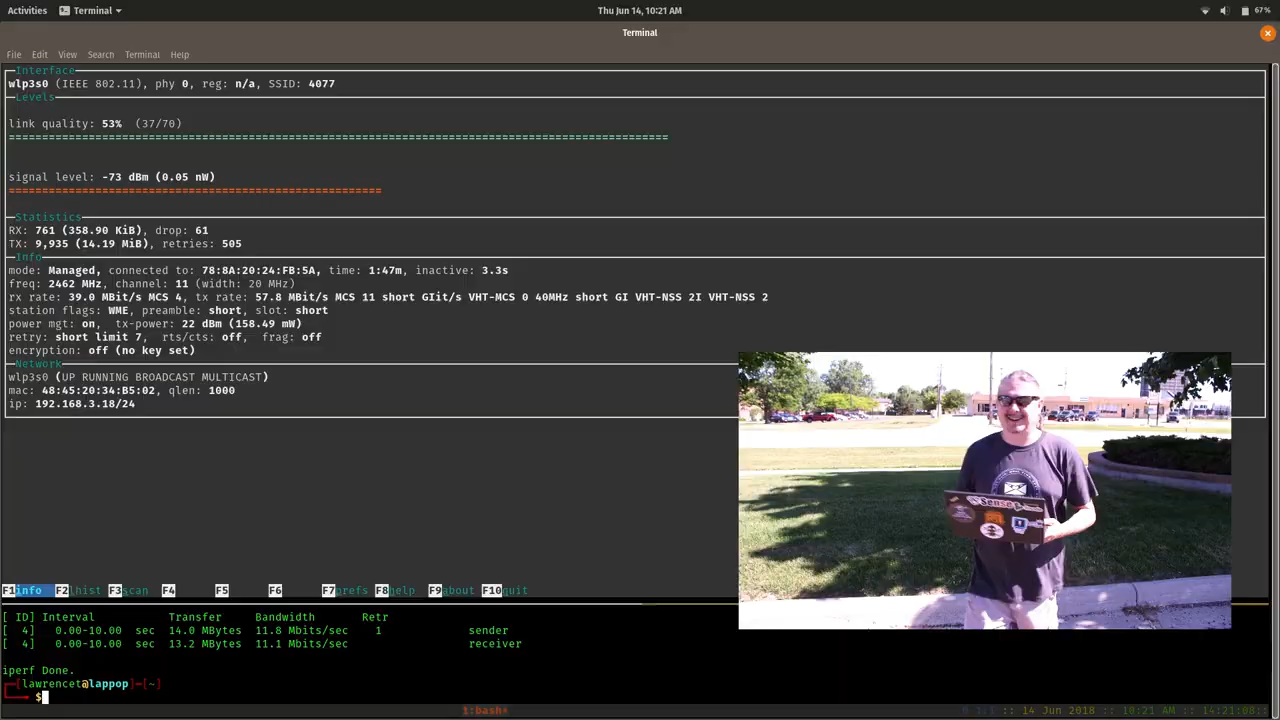 Activities Terminal Thu Jun 14, 10:21 AM 67%
Terminal
File Edit View Search Terminal Help
Interface
wlp3s0 (IEEE 802.11), phy 0, reg: n/a, SSID: 4077
Levels
link quality: 53% (37/70)
signal level: -73 dBm (0.05 nW)
Statistics
RX: 761 (358.90 KiB), drop: 61
TX: 9,935 (14.19 MiB), retries: 505
Info
mode: Managed, connected to: 78:8A:20:24:FB:5A, time: 1:47m, inactive: 3.3s
freq: 2462 MHz, channel: 11 (width: 20 MHz)
rx rate: 39.0 MBit/s MCS 4, tx rate: 57.8 MBit/s MCS 11 short GIit/s VHT-MCS 0 40MHz short GI VHT-NSS 2I VHT-NSS 2
station flags: WME, preamble: short, slot: short
power mgt: on, tx-power: 22 dBm (158.49 mW)
retry: short limit 7, rts/cts: off, frag: off
encryption: off (no key set)
Network
wlp3s0 (UP RUNNING BROADCAST MULTICAST)
mac: 48:45:20:34:B5:02, qlen: 1000
ip: 192.168.3.18/24
F1info F2lhist F3scan F4 F5 F6 F7prefs F8help F9about F10quit
[ ID] Interval Transfer Bandwidth Retr
[ 4] 0.00-10.00 sec 14.0 MBytes 11.8 Mbits/sec 1 sender
[ 4] 0.00-10.00 sec 13.2 MBytes 11.1 Mbits/sec receiver
iperf Done.
[lawrencet@lappop]-[~]
$
1:bash* :: 14 Jun 2018 :: 10:21 AM :: 14:21:08